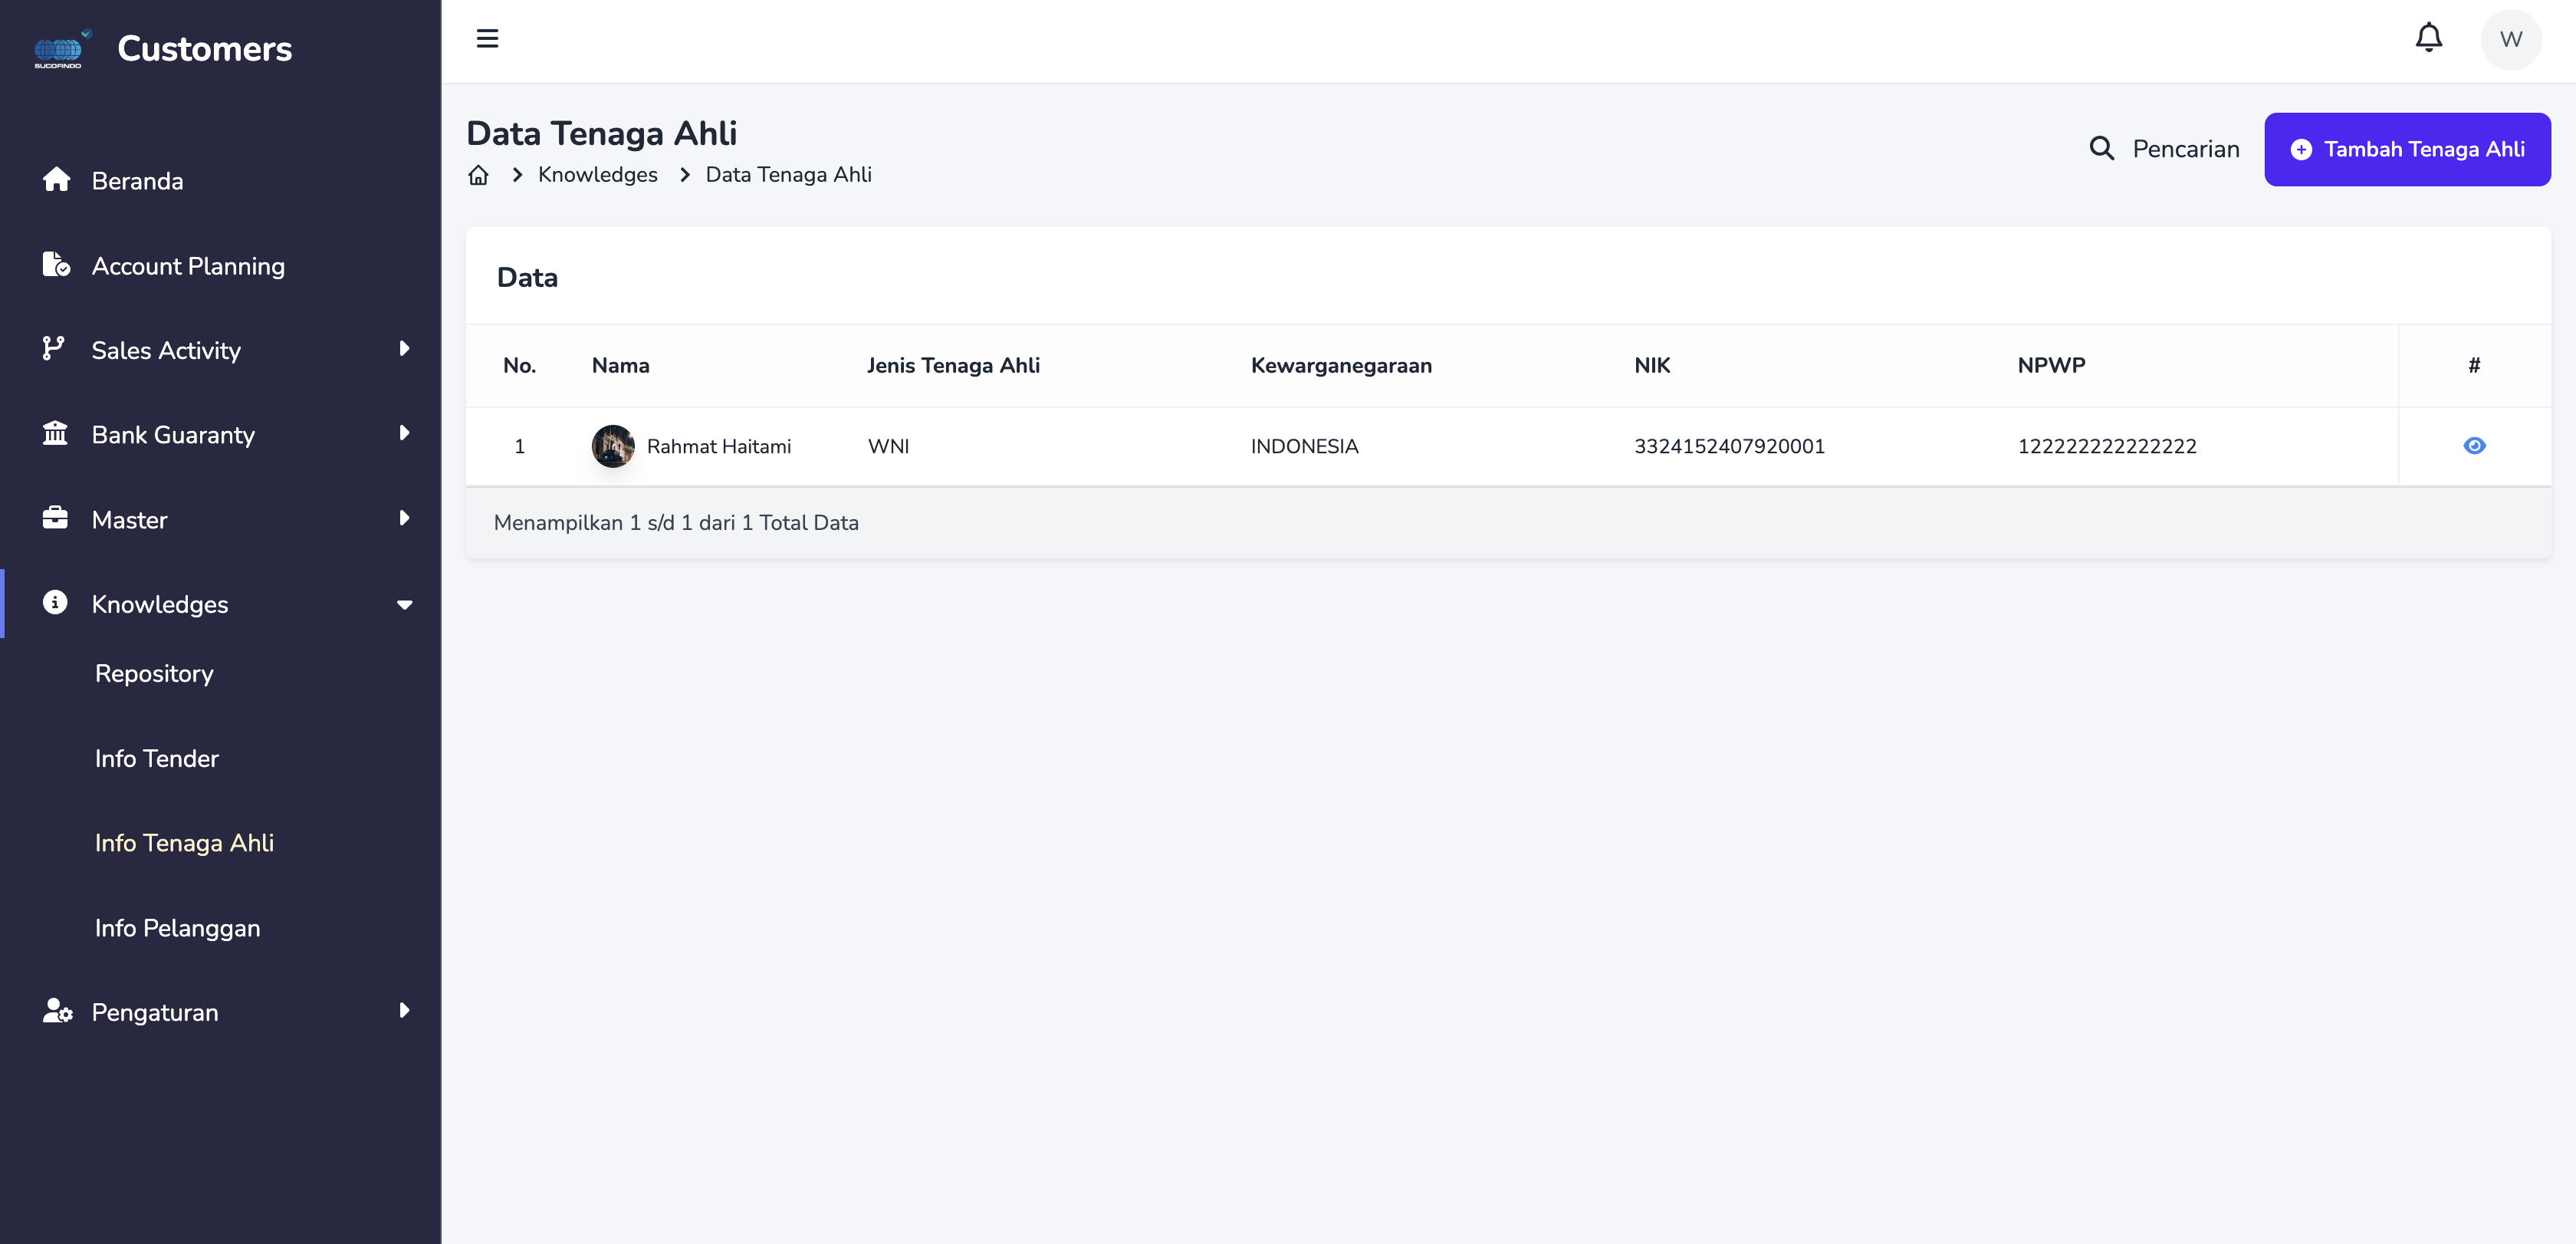 SUCOFINDO
Customers
Beranda
Account Planning
Sales Activity
Bank Guaranty
Master
Knowledges
Repository
Info Tender
Info Tenaga Ahli
Info Pelanggan
Pengaturan
W
Data Tenaga Ahli
Knowledges Data Tenaga Ahli
Pencarian
Tambah Tenaga Ahli
Data
No. Nama Jenis Tenaga Ahli Kewarganegaraan NIK NPWP #
1 Rahmat Haitami WNI INDONESIA 3324152407920001 122222222222222
Menampilkan 1 s/d 1 dari 1 Total Data